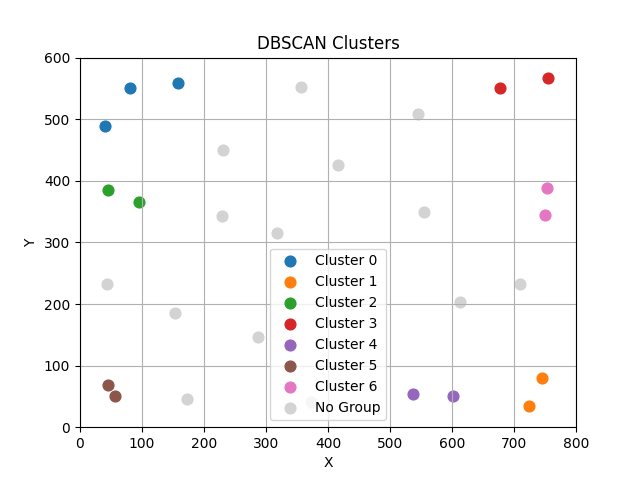 DBSCAN Clusters
600
500
400
300
200
100
0
Y
Cluster 0
Cluster 1
Cluster 2
Cluster 3
Cluster 4
Cluster 5
Cluster 6
No Group
0 100 200 300 400 500 600 700 800
X